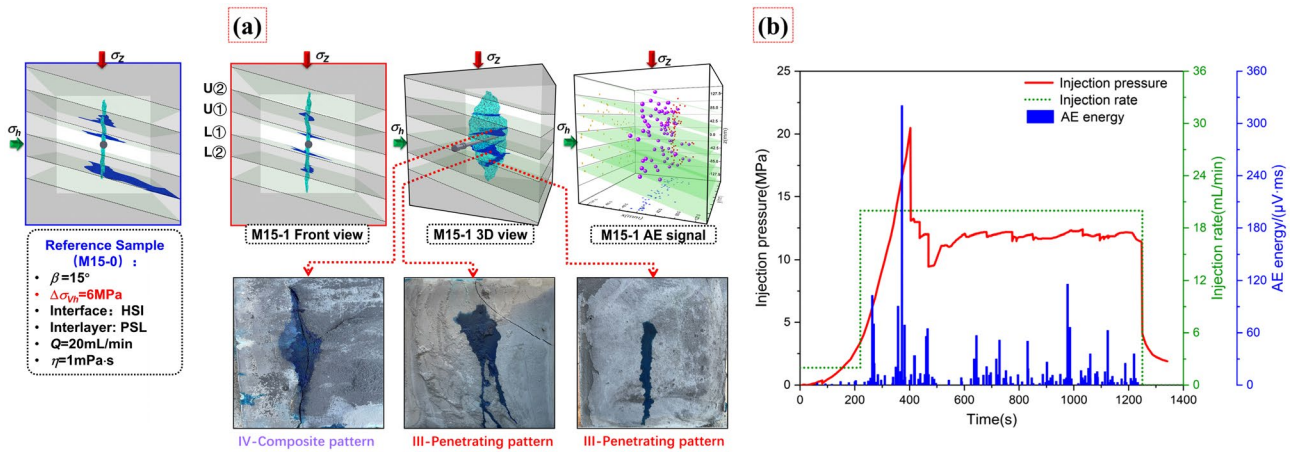 (a)
σz
σh
Reference Sample
(M15-0) :
• β=15°
• ΔσVh=6MPa
• Interface: HSI
• Interlayer: PSL
• Q=20mL/min
• η=1mPa·s
σz
U②
U①
L①
L②
σh
M15-1 Front view
σz
M15-1 3D view
σz
σh
M15-1 AE signal
IV-Composite pattern
III-Penetrating pattern
III-Penetrating pattern
(b)
Injection pressure
Injection rate
AE energy
Injection pressure(MPa)
25
20
15
10
5
0
0 200 400 600 800 1000 1200 1400
Time(s)
36
30
24
18
12
6
0
Injection rate(mL/min)
360
300
240
180
120
60
0
AE energy/(μV·ms)